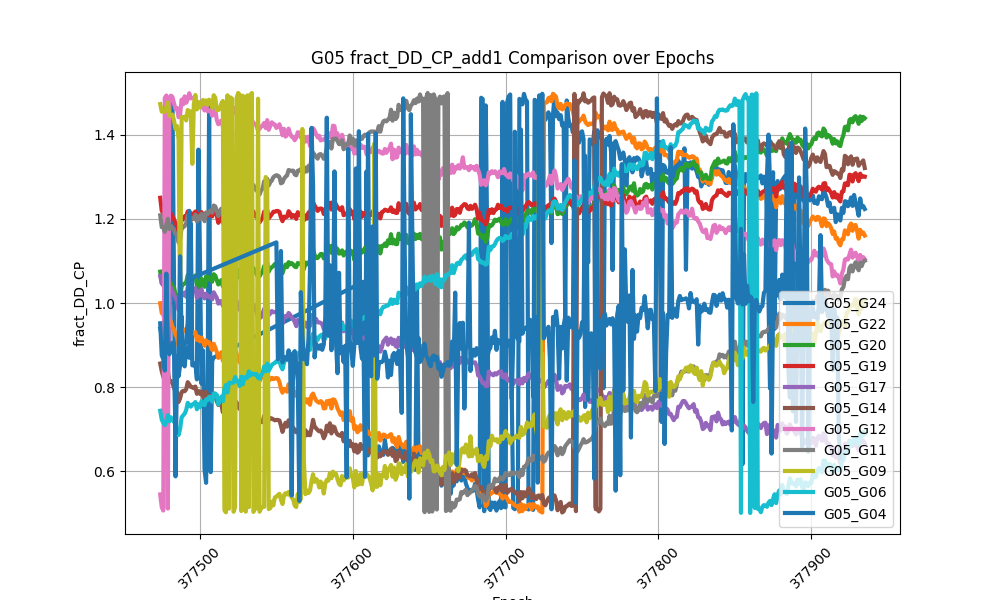 G05 fract_DD_CP_add1 Comparison over Epochs
fract_DD_CP
1.4
1.2
1.0
0.8
0.6
377500
377600
377700
377800
377900
Epoch
G05_G24
G05_G22
G05_G20
G05_G19
G05_G17
G05_G14
G05_G12
G05_G11
G05_G09
G05_G06
G05_G04